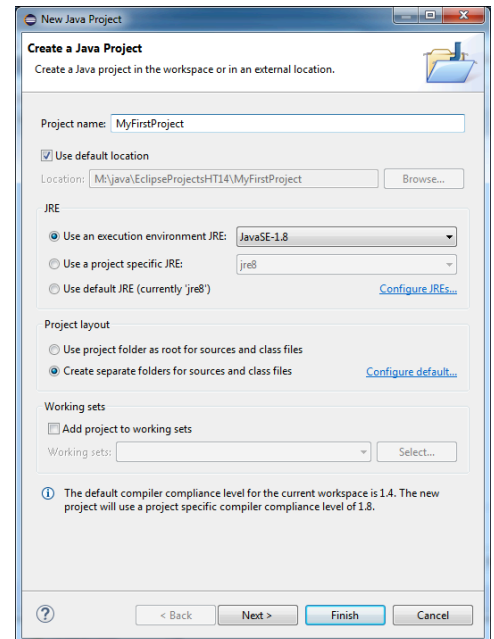 New Java Project
Create a Java Project
Create a Java project in the workspace or in an external location.
Project name: MyFirstProject
Use default location
Location: M:\java\EclipseProjectsHT14\MyFirstProject Browse...
JRE
Use an execution environment JRE: JavaSE-1.8
Use a project specific JRE: jre8
Use default JRE (currently 'jre8') Configure JREs...
Project layout
Use project folder as root for sources and class files
Create separate folders for sources and class files Configure default...
Working sets
Add project to working sets
Working sets: Select...
The default compiler compliance level for the current workspace is 1.4. The new
project will use a project specific compiler compliance level of 1.8.
< Back Next > Finish Cancel